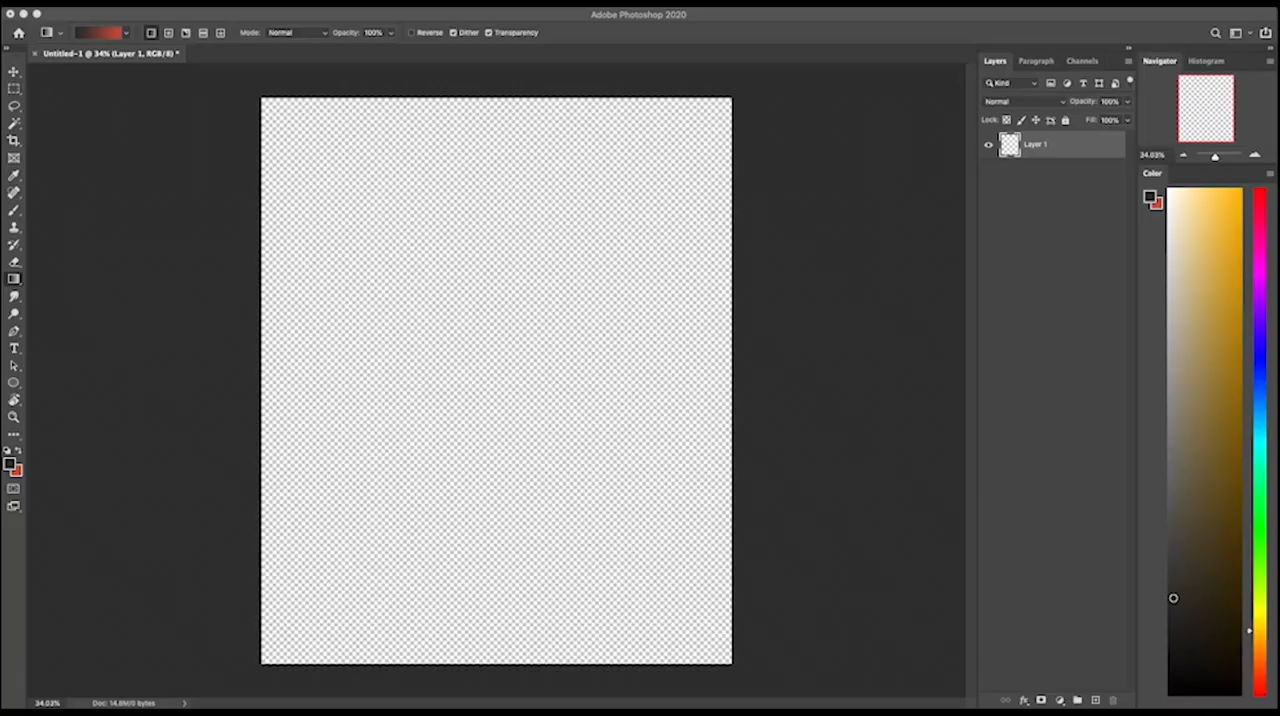 Adobe Photoshop 2020
Mode: Normal Opacity: 100% Reverse Dither Transparency
Untitled-1 @ 34% (Layer 1, RGB/8) *
Layers Paragraph Channels
Navigator Histogram
Kind
Normal Opacity: 100%
Lock: Fill: 100%
Layer 1
34.03%
Color
34.03% Doc: 14.8M/0 bytes